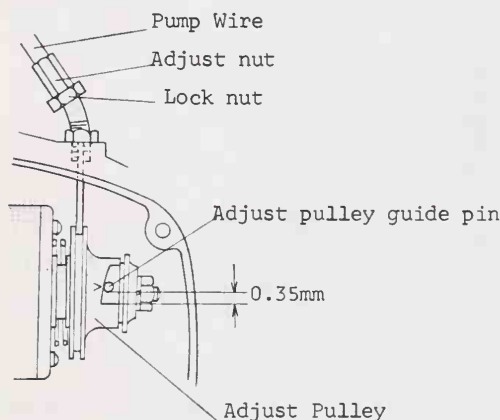 Pump Wire
Adjust nut
Lock nut
Adjust pulley guide pin
0.35mm
Adjust Pulley